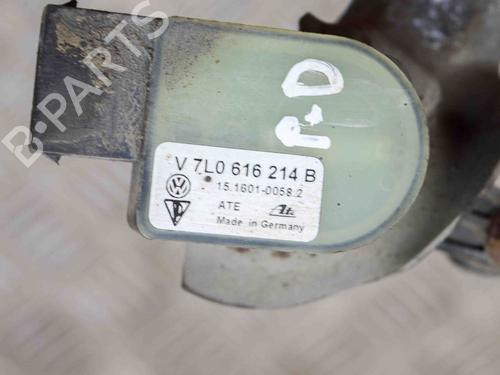 B-PARTS
P.D
V 7L0 616 214 B
15.1601-0058.2
ATE
Made in Germany